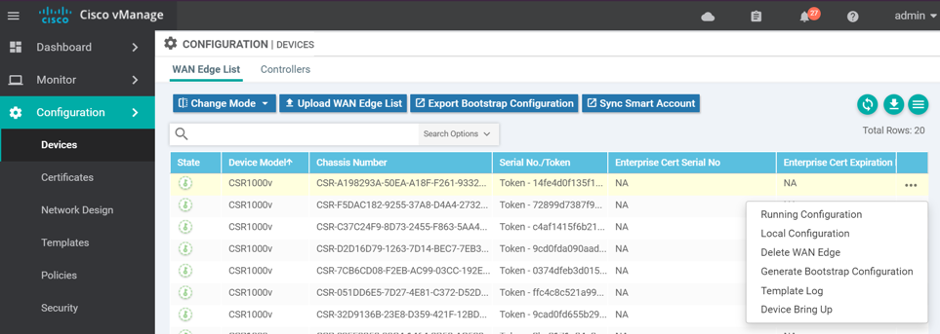 CISCO
Cisco vManage
27
admin
Dashboard
Monitor
Configuration
Devices
Certificates
Network Design
Templates
Policies
Security
CONFIGURATION | DEVICES
WAN Edge List Controllers
Change Mode Upload WAN Edge List Export Bootstrap Configuration Sync Smart Account
Search Options
Total Rows: 20
State Device Model Chassis Number Serial No./Token Enterprise Cert Serial No Enterprise Cert Expiration
CSR1000v CSR-A198293A-50EA-A18F-F261-9332... Token - 14fe4d0f135f1... NA NA ...
CSR1000v CSR-F5DAC182-9255-37A8-D4A4-2732... Token - 72899d7387f9... NA
CSR1000v CSR-C37C24F9-8D73-2455-F863-5AA4... Token - c4af1415f6b21... NA
CSR1000v CSR-D2D16D79-1263-7D14-BEC7-7EB3... Token - 9cd0fda090aad... NA
CSR1000v CSR-7CB6CD08-F2EB-AC99-03CC-192E... Token - 0374dfeb3d015... NA
CSR1000v CSR-051DD6E5-7D27-4E81-C372-D52D... Token - ffc4c8c521a99... NA
CSR1000v CSR-32D9136B-23E8-D359-421F-12BD... Token - 9cad0fd655b29... NA
Running Configuration
Local Configuration
Delete WAN Edge
Generate Bootstrap Configuration
Template Log
Device Bring Up